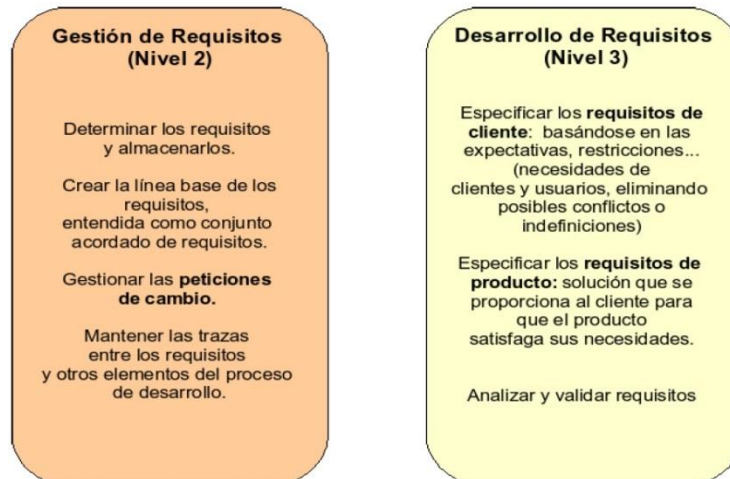 Gestión de Requisitos
(Nivel 2)
Determinar los requisitos
y almacenarlos.
Crear la línea base de los
requisitos,
entendida como conjunto
acordado de requisitos.
Gestionar las peticiones
de cambio.
Mantener las trazas
entre los requisitos
y otros elementos del proceso
de desarrollo.
Desarrollo de Requisitos
(Nivel 3)
Especificar los requisitos de
cliente: basándose en las
expectativas, restricciones...
(necesidades de
clientes y usuarios, eliminando
posibles conflictos o
indefiniciones)
Especificar los requisitos de
producto: solución que se
proporciona al cliente para
que el producto
satisfaga sus necesidades.
Analizar y validar requisitos